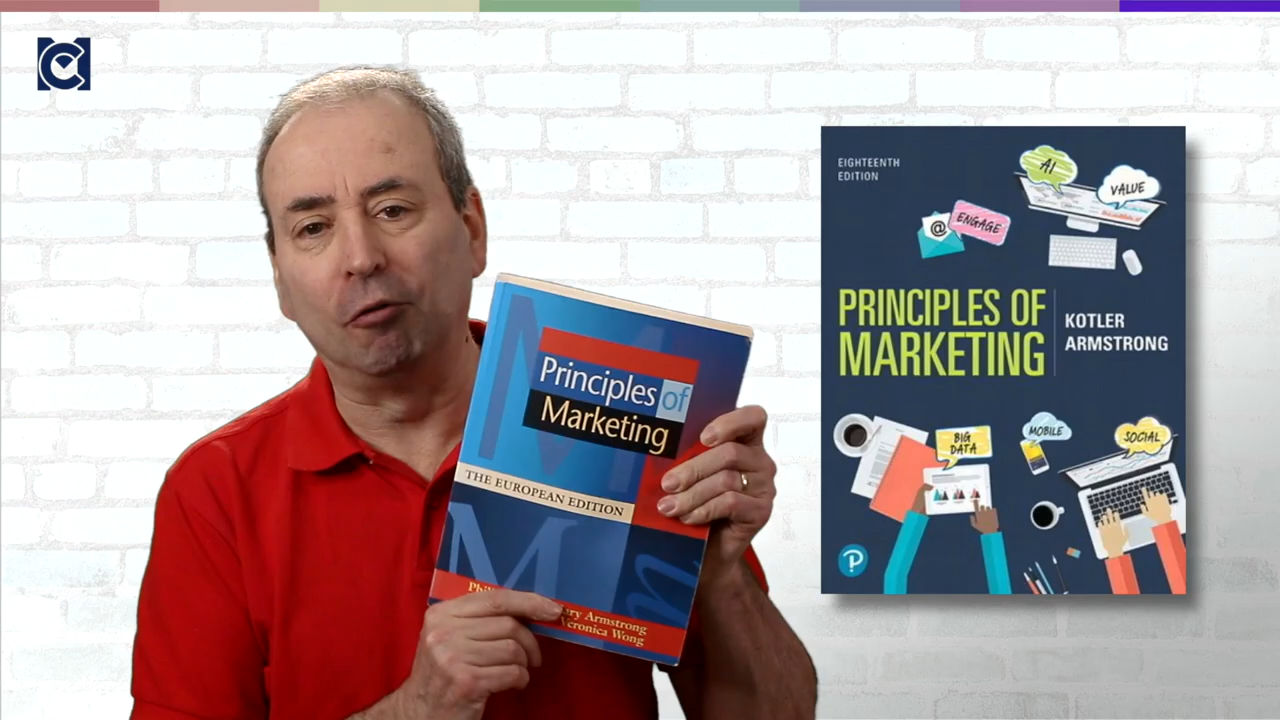 Principles of
Marketing
THE EUROPEAN EDITION
Armstrong
Veronica Wong
EIGHTEENTH
EDITION
AI
VALUE
@
ENGAGE
PRINCIPLES OF
MARKETING
KOTLER
ARMSTRONG
BIG
DATA
MOBILE
SOCIAL
P